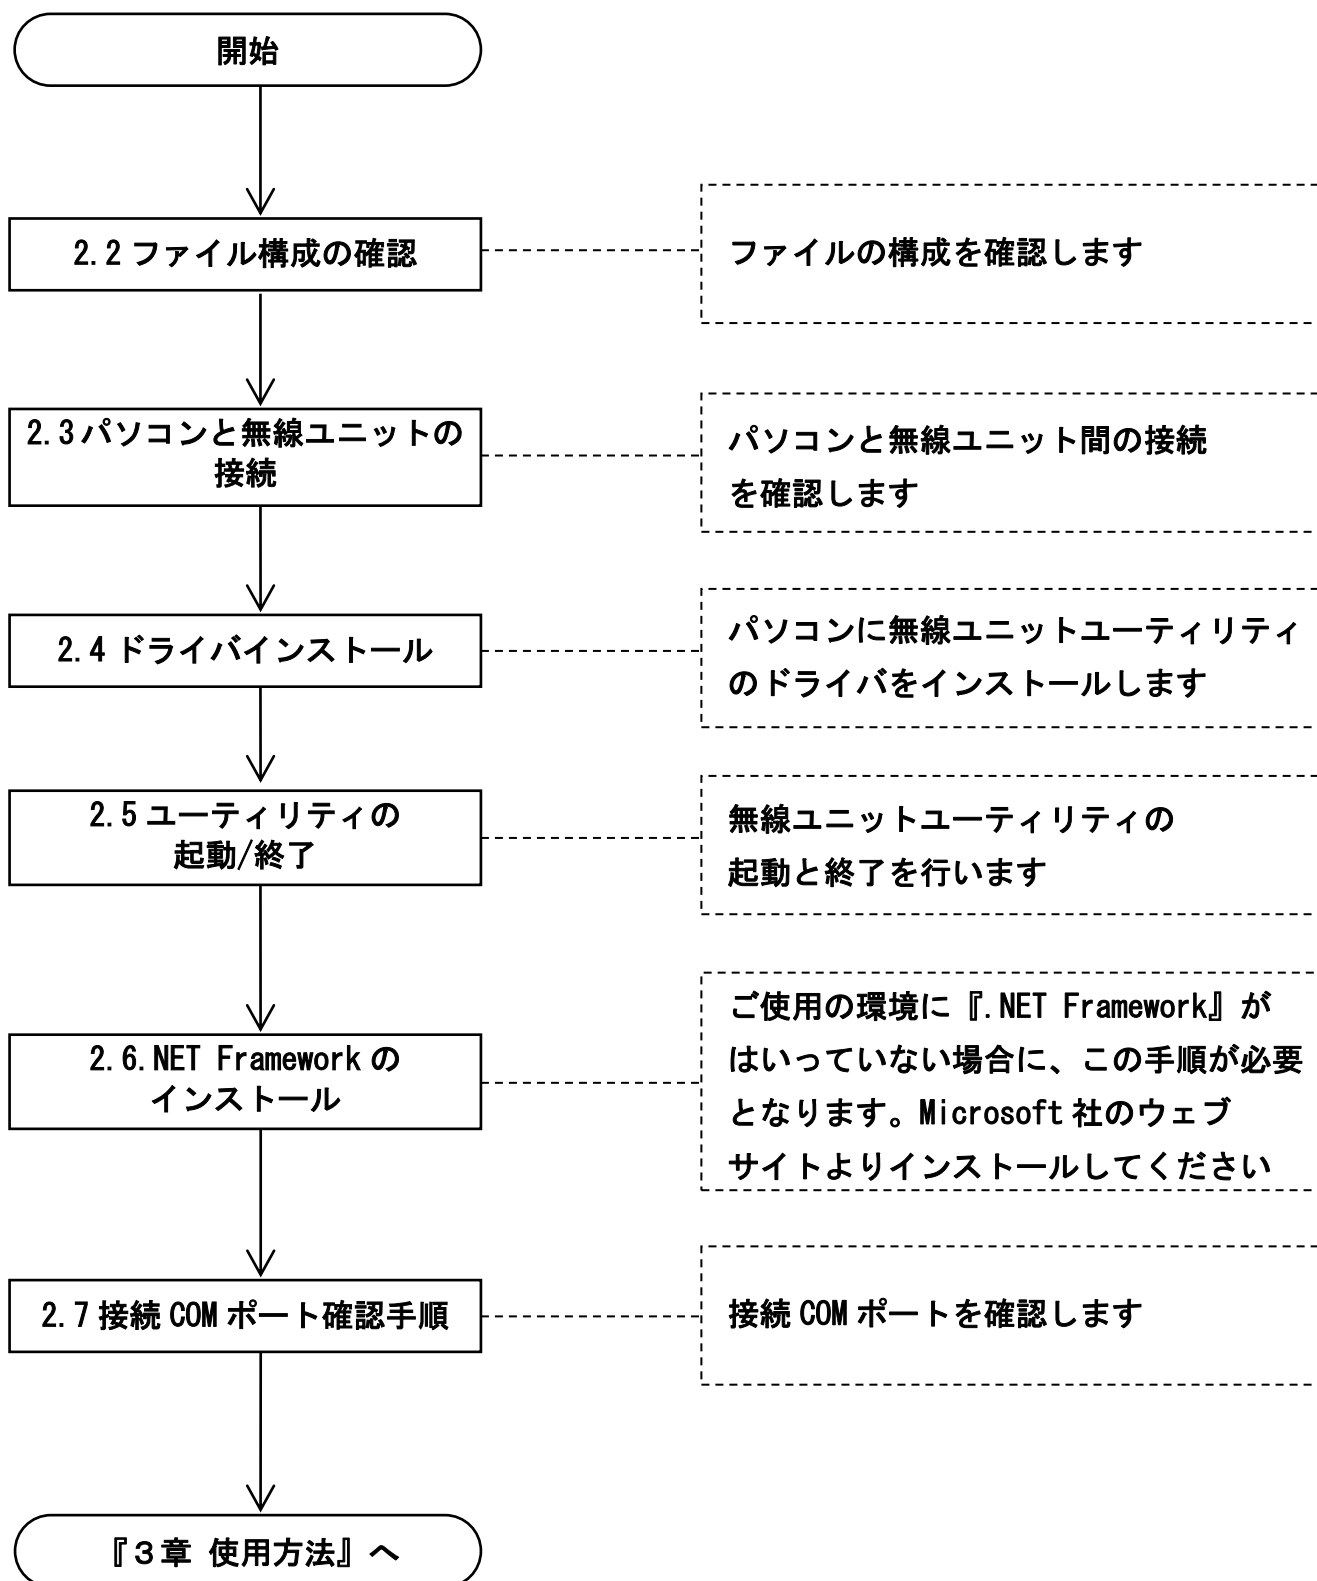 開始
2.2 ファイル構成の確認
ファイルの構成を確認します
2.3 パソコンと無線ユニットの
接続
パソコンと無線ユニット間の接続
を確認します
2.4 ドライバインストール
パソコンに無線ユニットユーティリティ
のドライバをインストールします
2.5 ユーティリティの
起動/終了
無線ユニットユーティリティの
起動と終了を行います
2.6.NET Framework の
インストール
ご使用の環境に『.NET Framework』が
はいっていない場合に、この手順が必要
となります。Microsoft 社のウェブ
サイトよりインストールしてください
2.7 接続 COM ポート確認手順
接続 COM ポートを確認します
『３章 使用方法』へ